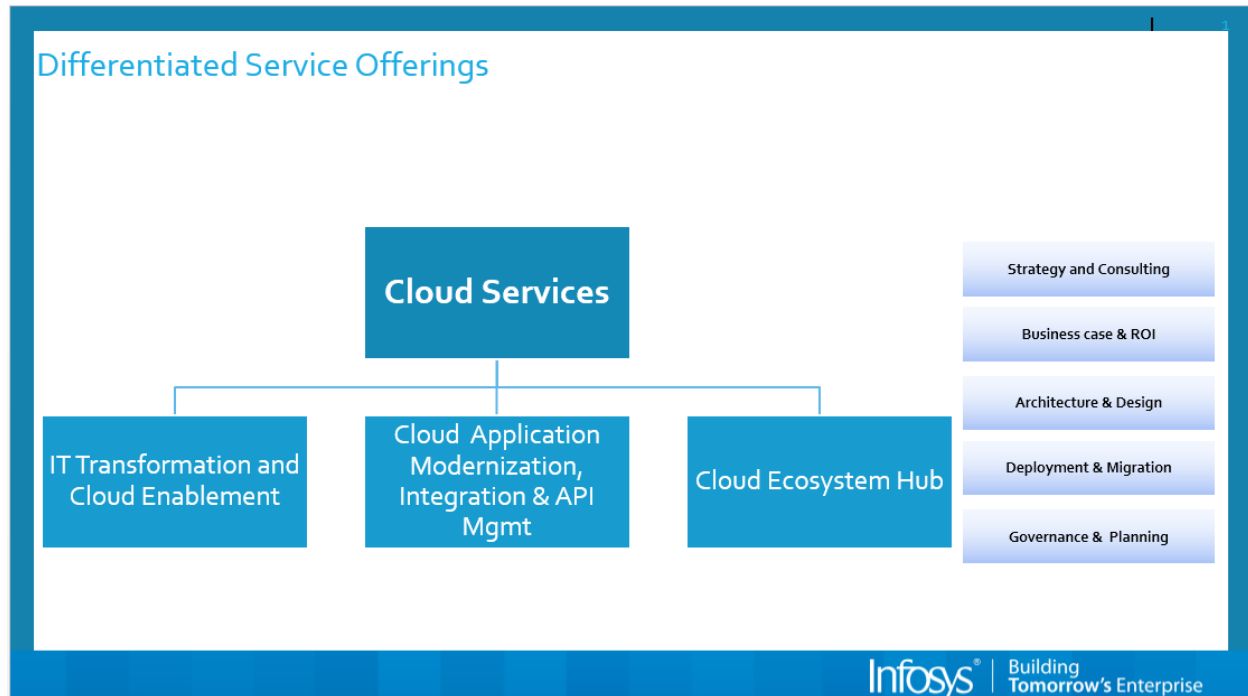 1
Differentiated Service Offerings
Cloud Services
IT Transformation and
Cloud Enablement
Cloud Application
Modernization,
Integration & API
Mgmt
Cloud Ecosystem Hub
Strategy and Consulting
Business case & ROI
Architecture & Design
Deployment & Migration
Governance & Planning
Infosys® | Building
Tomorrow's Enterprise